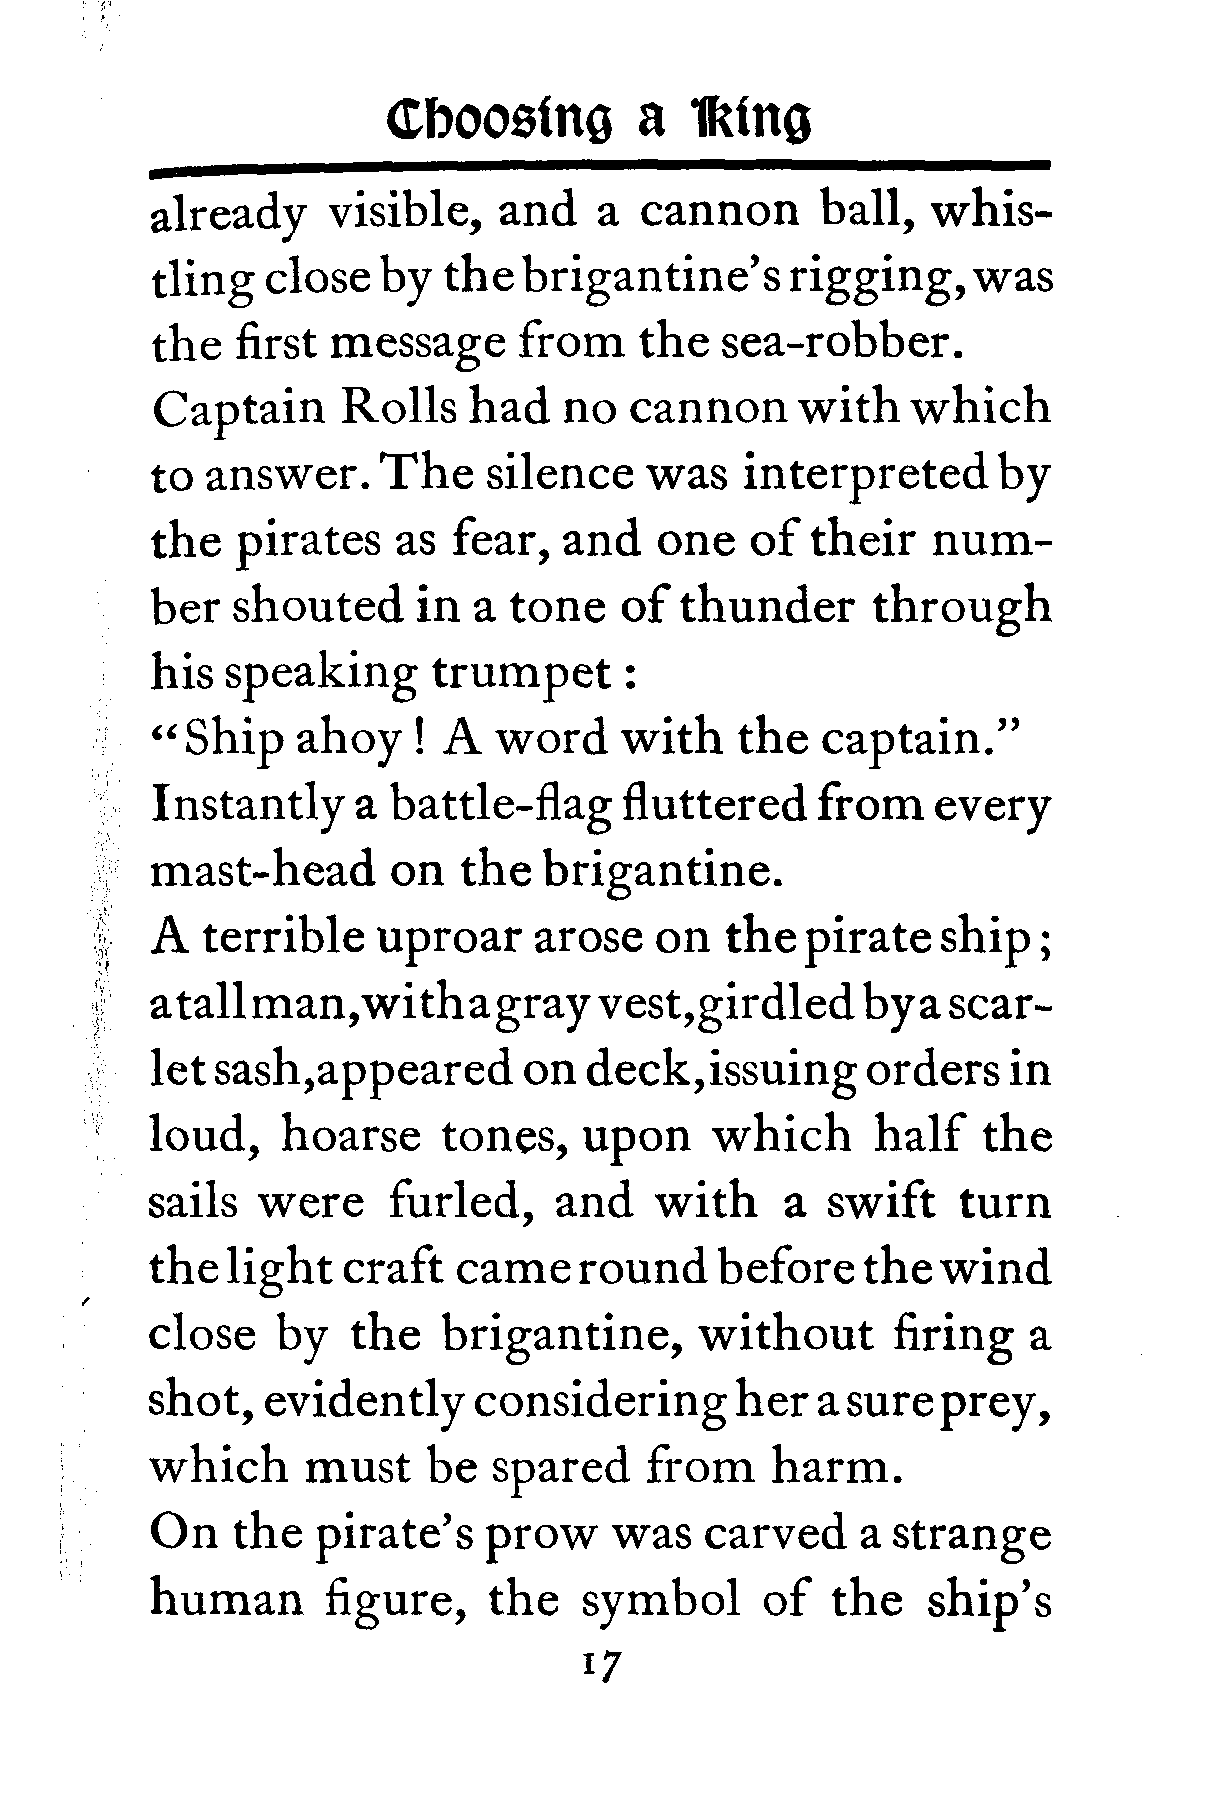 Choosing a King
already visible, and a cannon ball, whis-
tling close by the brigantine's rigging, was
the first message from the sea-robber.
Captain Rolls had no cannon with which
to answer. The silence was interpreted by
the pirates as fear, and one of their num-
ber shouted in a tone of thunder through
his speaking trumpet :
“Ship ahoy ! A word with the captain.”
Instantly a battle-flag fluttered from every
mast-head on the brigantine.
A terrible uproar arose on the pirate ship ;
a tall man, with a gray vest, girdled by a scar-
let sash, appeared on deck, issuing orders in
loud, hoarse tones, upon which half the
sails were furled, and with a swift turn
the light craft came round before the wind
close by the brigantine, without firing a
shot, evidently considering her a sure prey,
which must be spared from harm.
On the pirate's prow was carved a strange
human figure, the symbol of the ship's
17